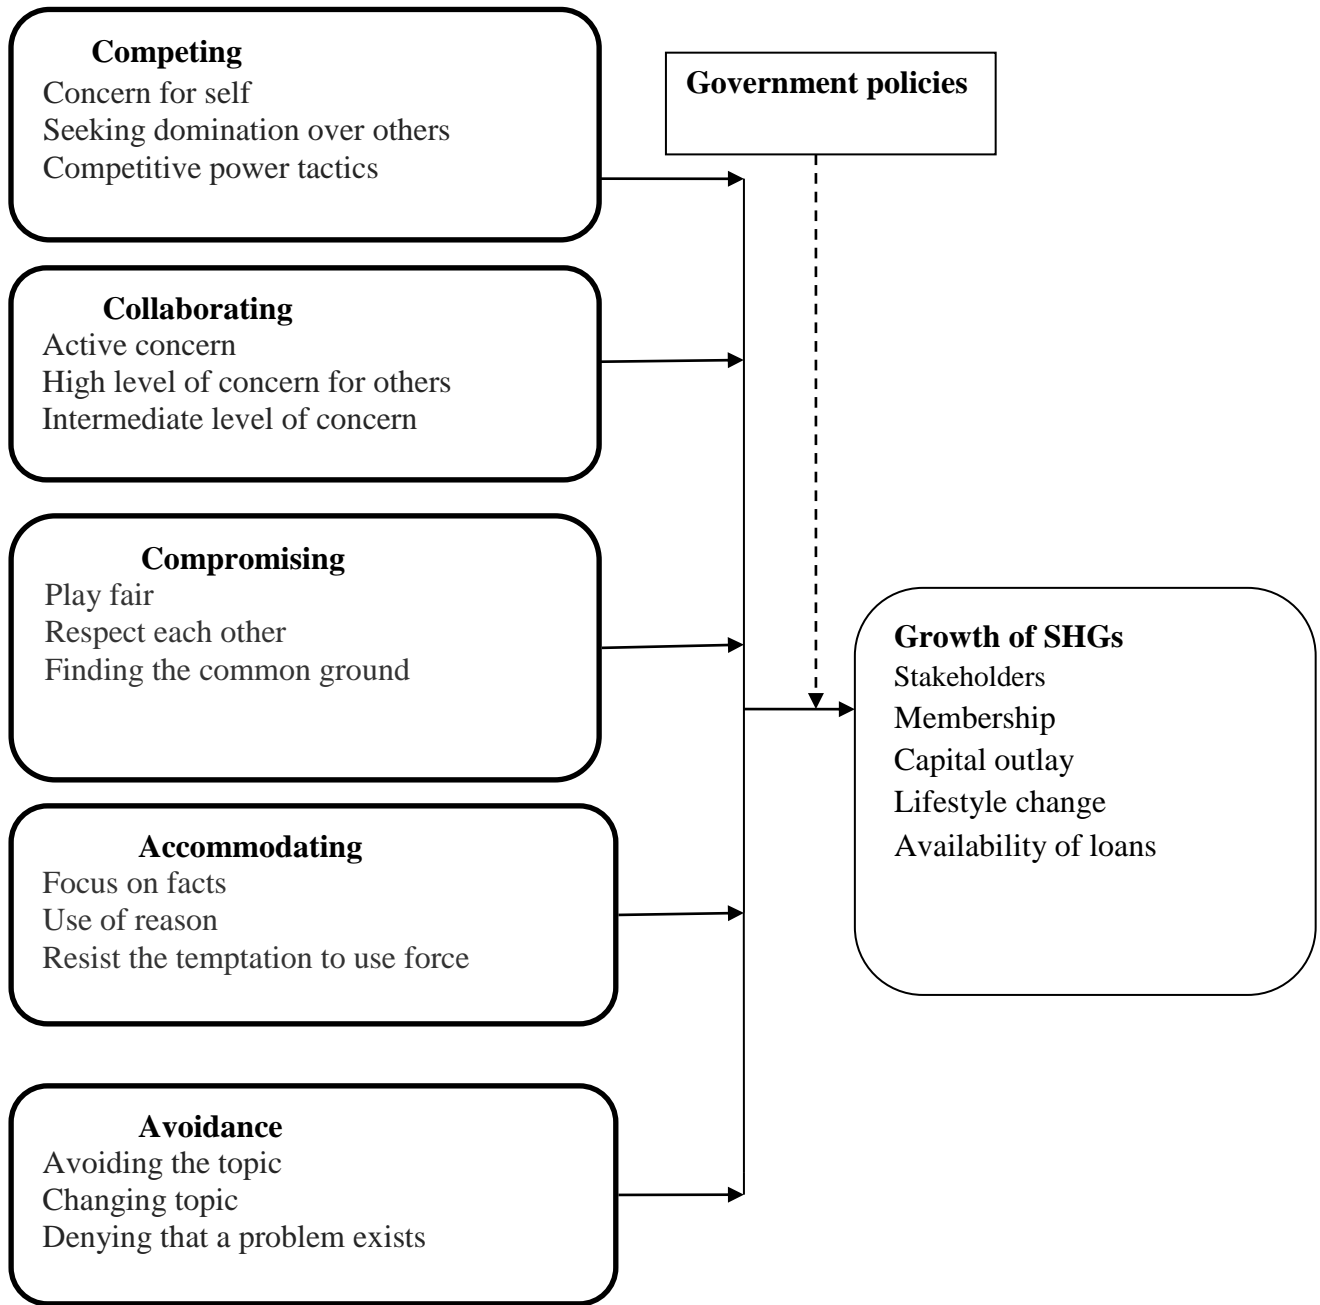 Competing
Concern for self
Seeking domination over others
Competitive power tactics
Government policies
Collaborating
Active concern
High level of concern for others
Intermediate level of concern
Compromising
Play fair
Respect each other
Finding the common ground
Growth of SHGs
Stakeholders
Membership
Capital outlay
Lifestyle change
Availability of loans
Accommodating
Focus on facts
Use of reason
Resist the temptation to use force
Avoidance
Avoiding the topic
Changing topic
Denying that a problem exists